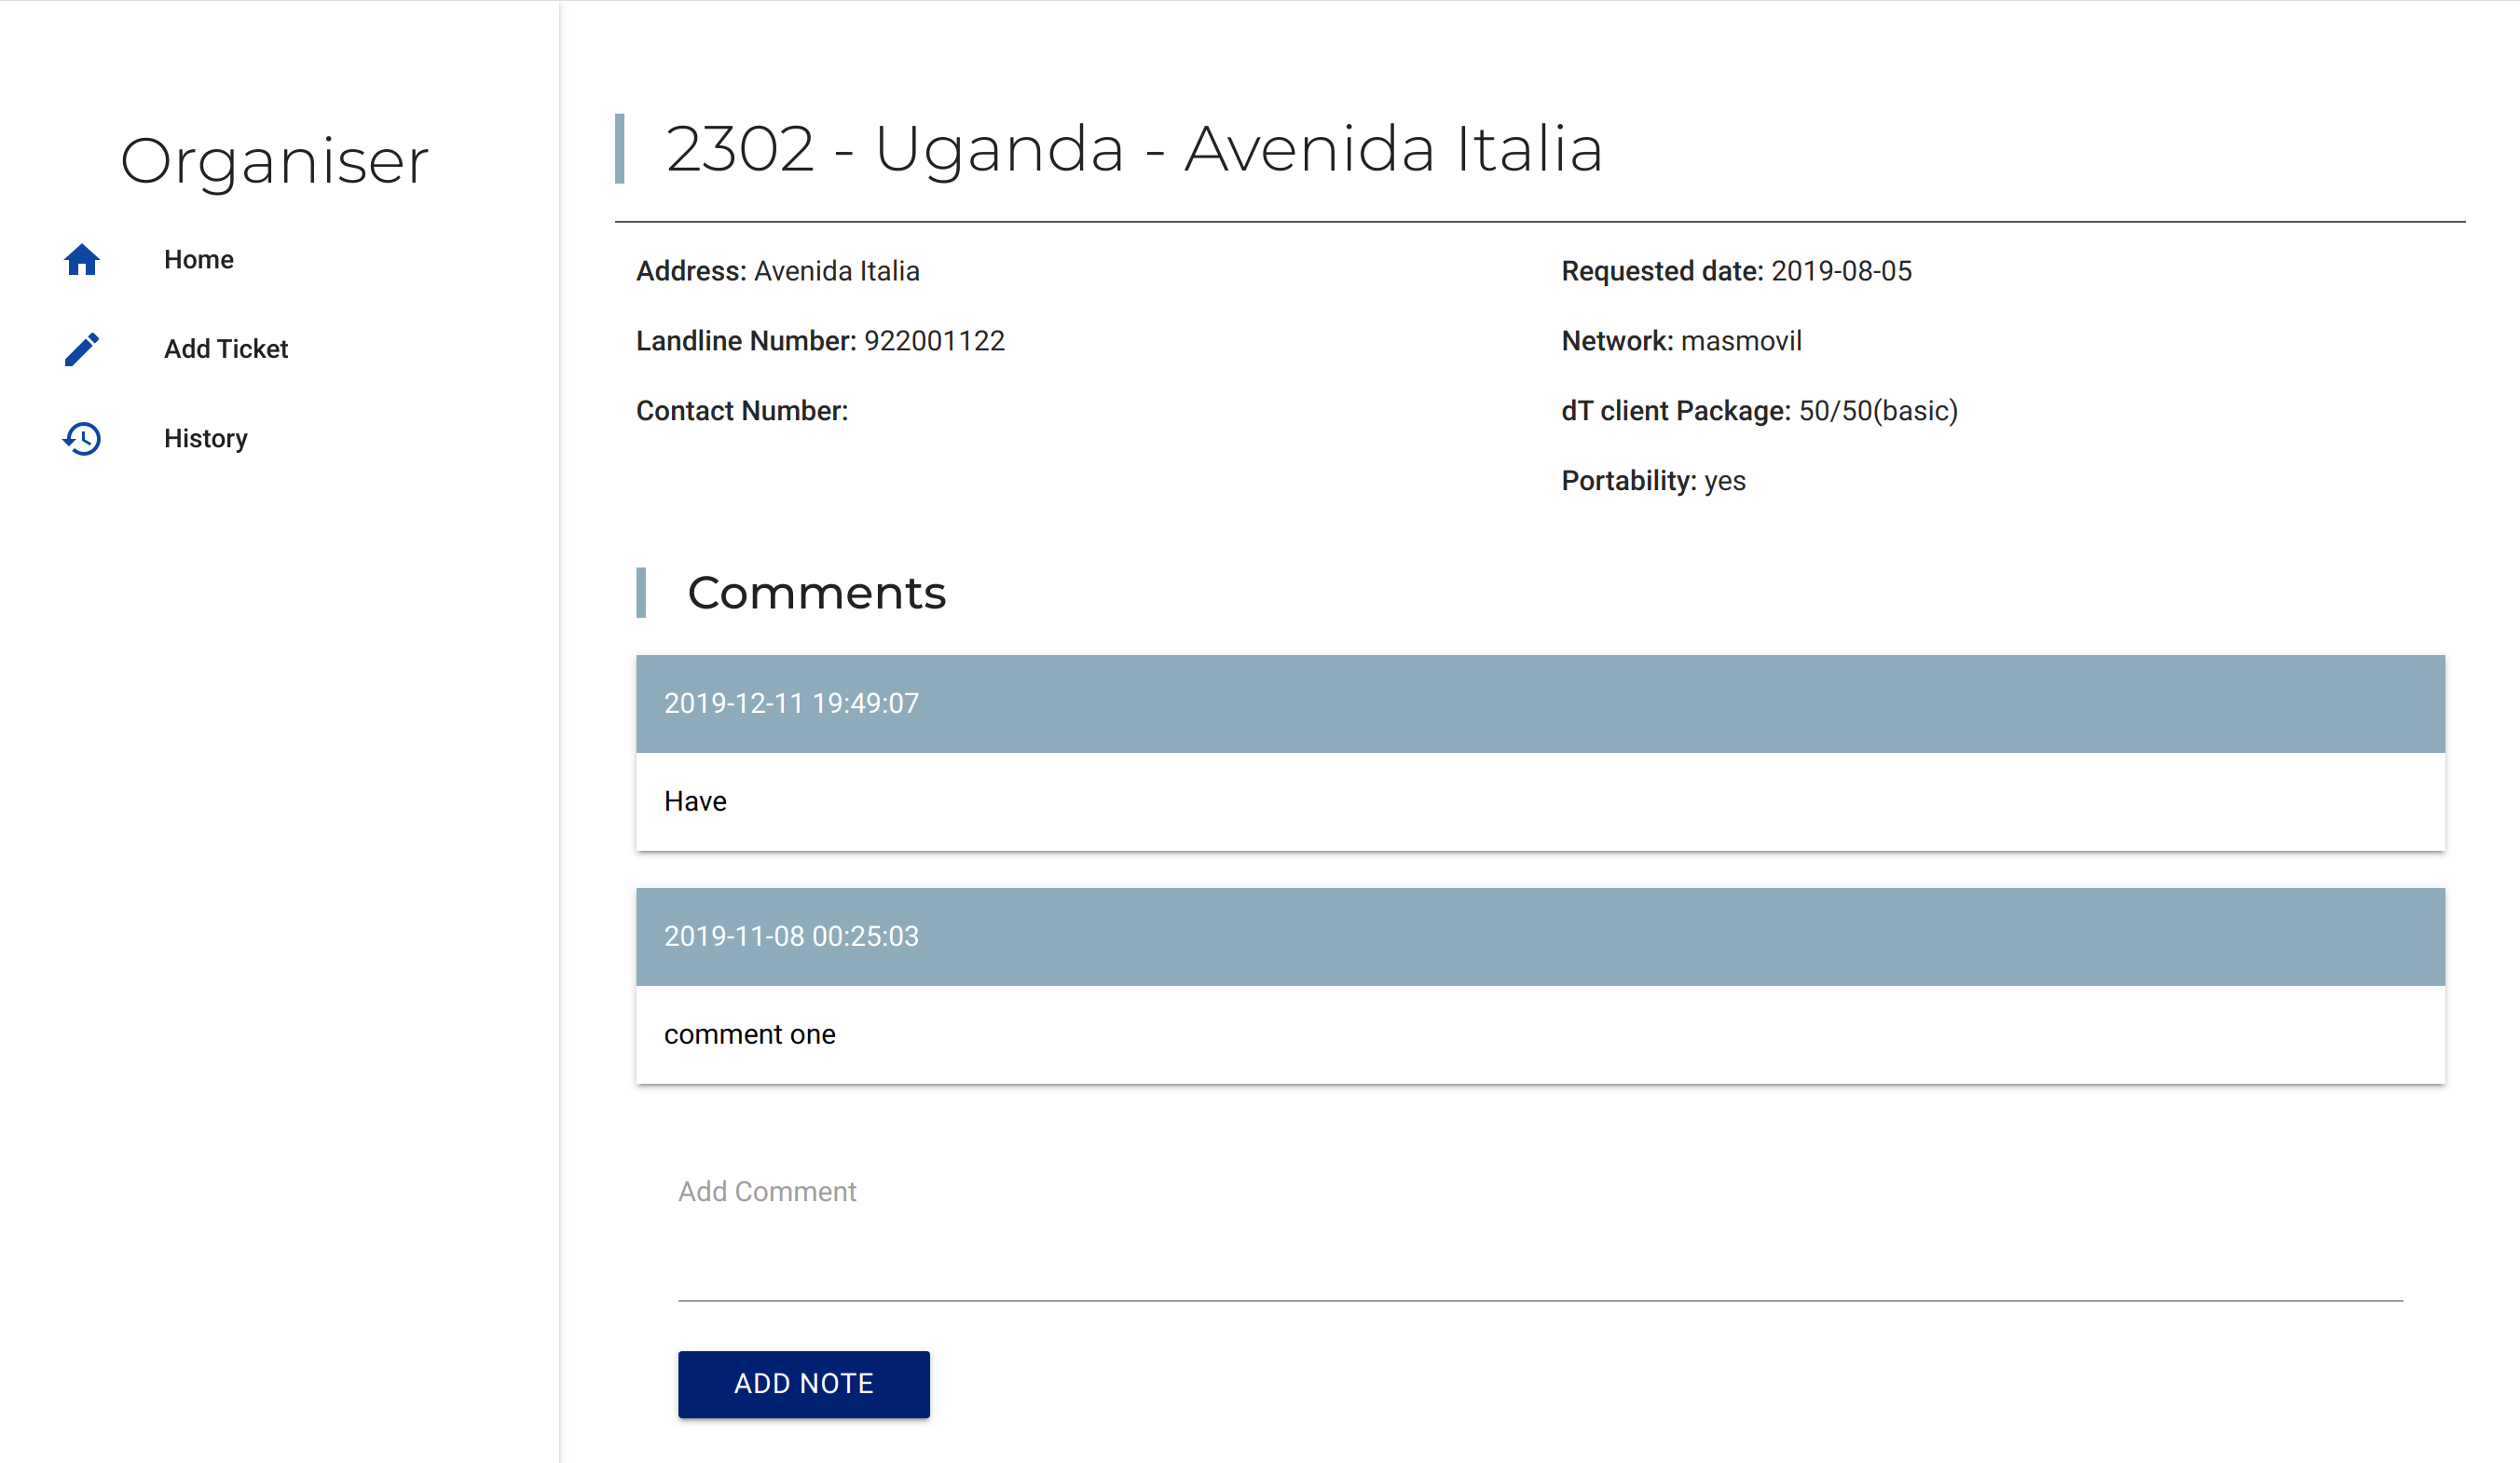 Organiser
Home
Add Ticket
History
2302 - Uganda - Avenida Italia
Address: Avenida Italia
Landline Number: 922001122
Contact Number:
Requested date: 2019-08-05
Network: masmovil
dT client Package: 50/50(basic)
Portability: yes
Comments
2019-12-11 19:49:07
Have
2019-11-08 00:25:03
comment one
Add Comment
ADD NOTE